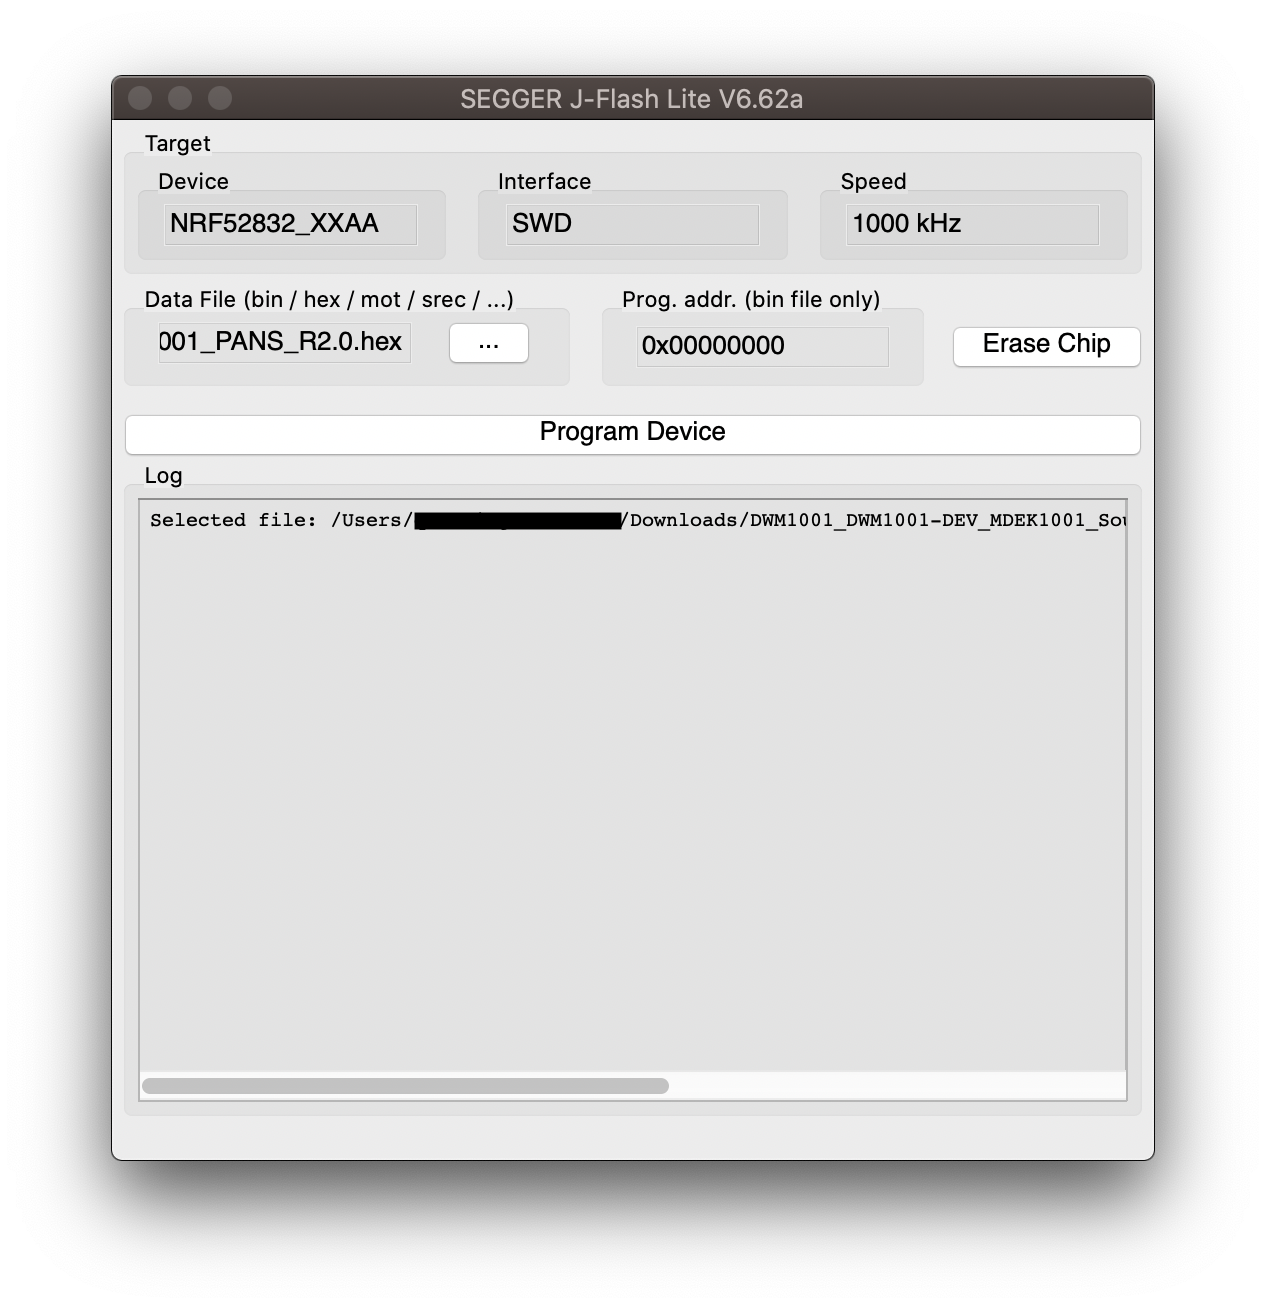 SEGGER J-Flash Lite V6.62a
Target
Device
Interface
Speed
NRF52832_XXAA
SWD
1000 kHz
Data File (bin / hex / mot / srec / ...)
Prog. addr. (bin file only)
001_PANS_R2.0.hex
...
0x00000000
Erase Chip
Program Device
Log
Selected file: /Users/ /Downloads/DWM1001_DWM1001-DEV_MDEK1001_Sou